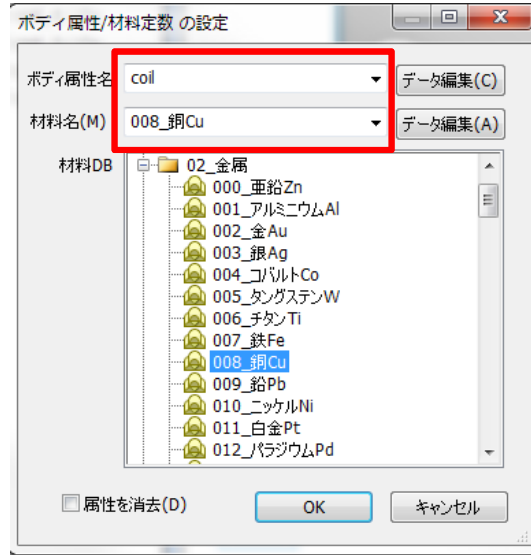 ボディ属性/材料定数 の設定
ボディ属性名 coil データ編集(C)
材料名(M) 008_銅Cu データ編集(A)
材料DB 02_金属
000_亜鉛Zn
001_アルミニウムAl
002_金Au
003_銀Ag
004_コバルトCo
005_タングステンW
006_チタンTi
007_鉄Fe
008_銅Cu
009_鉛Pb
010_ニッケルNi
011_白金Pt
012_パラジウムPd
属性を消去(D) OK キャンセル